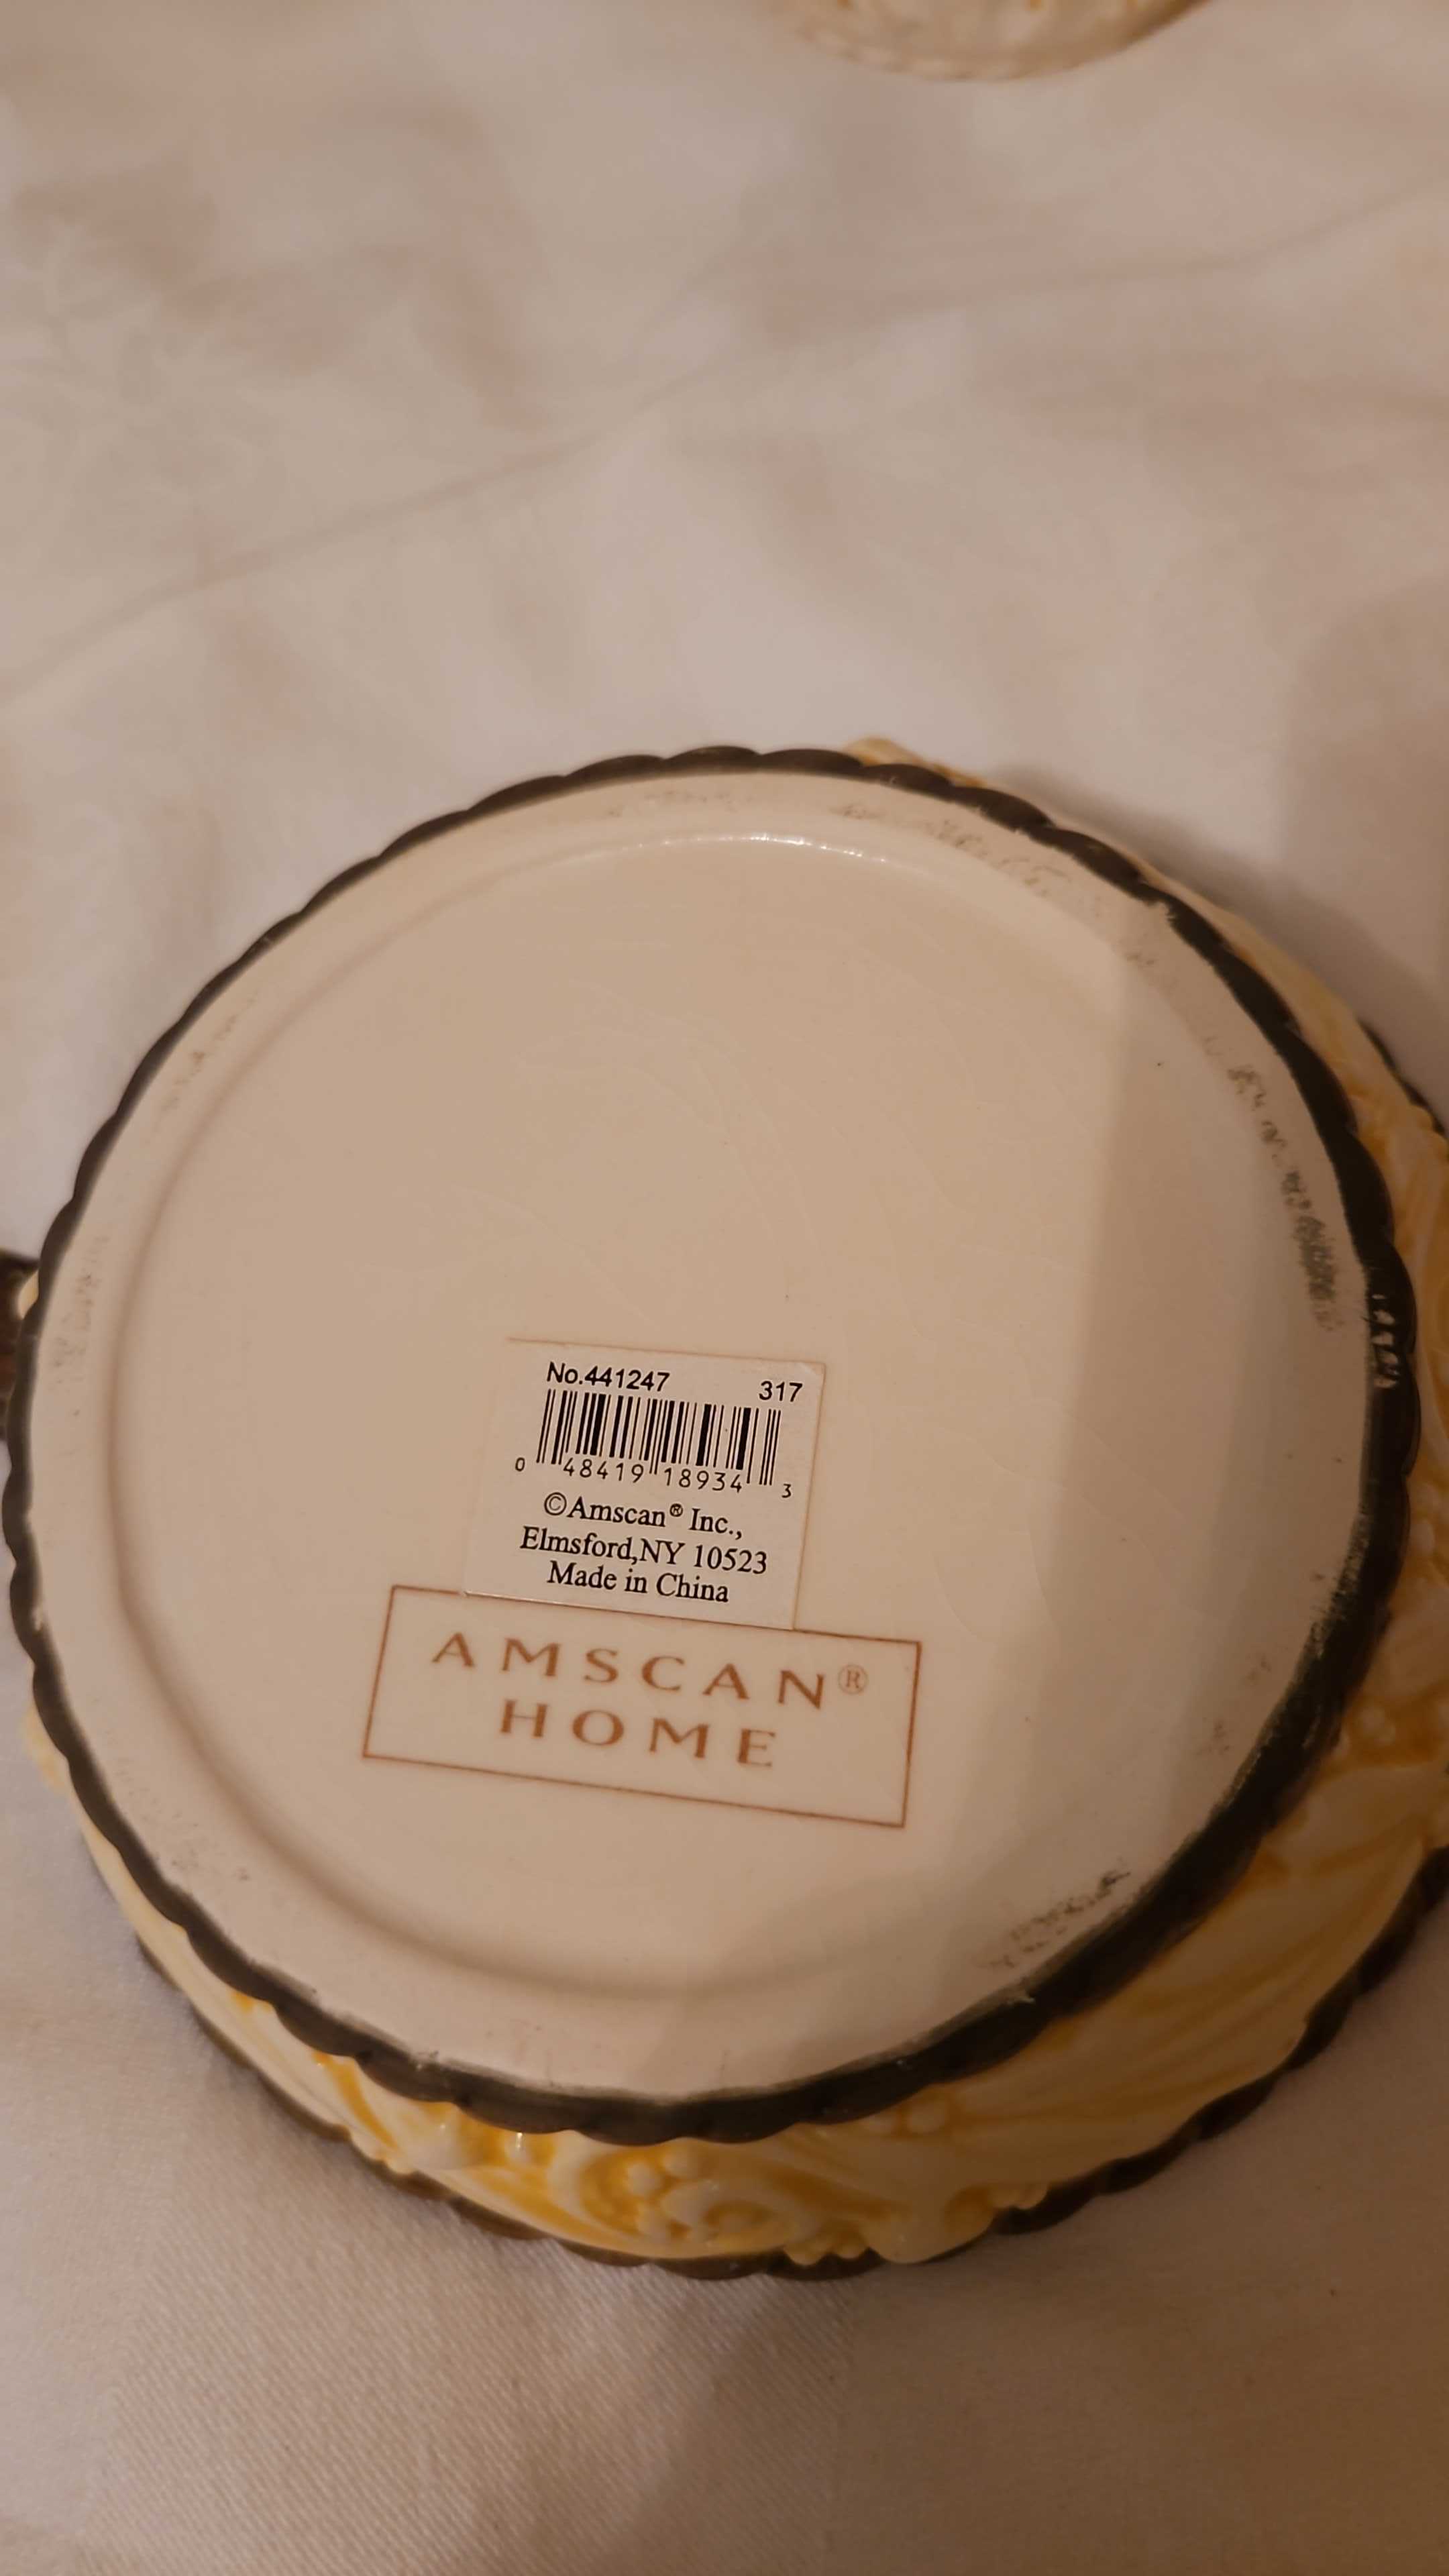 No.441247 317
0 48419 18934 3
©Amscan® Inc.,
Elmsford,NY 10523
Made in China
AMSCAN®
HOME